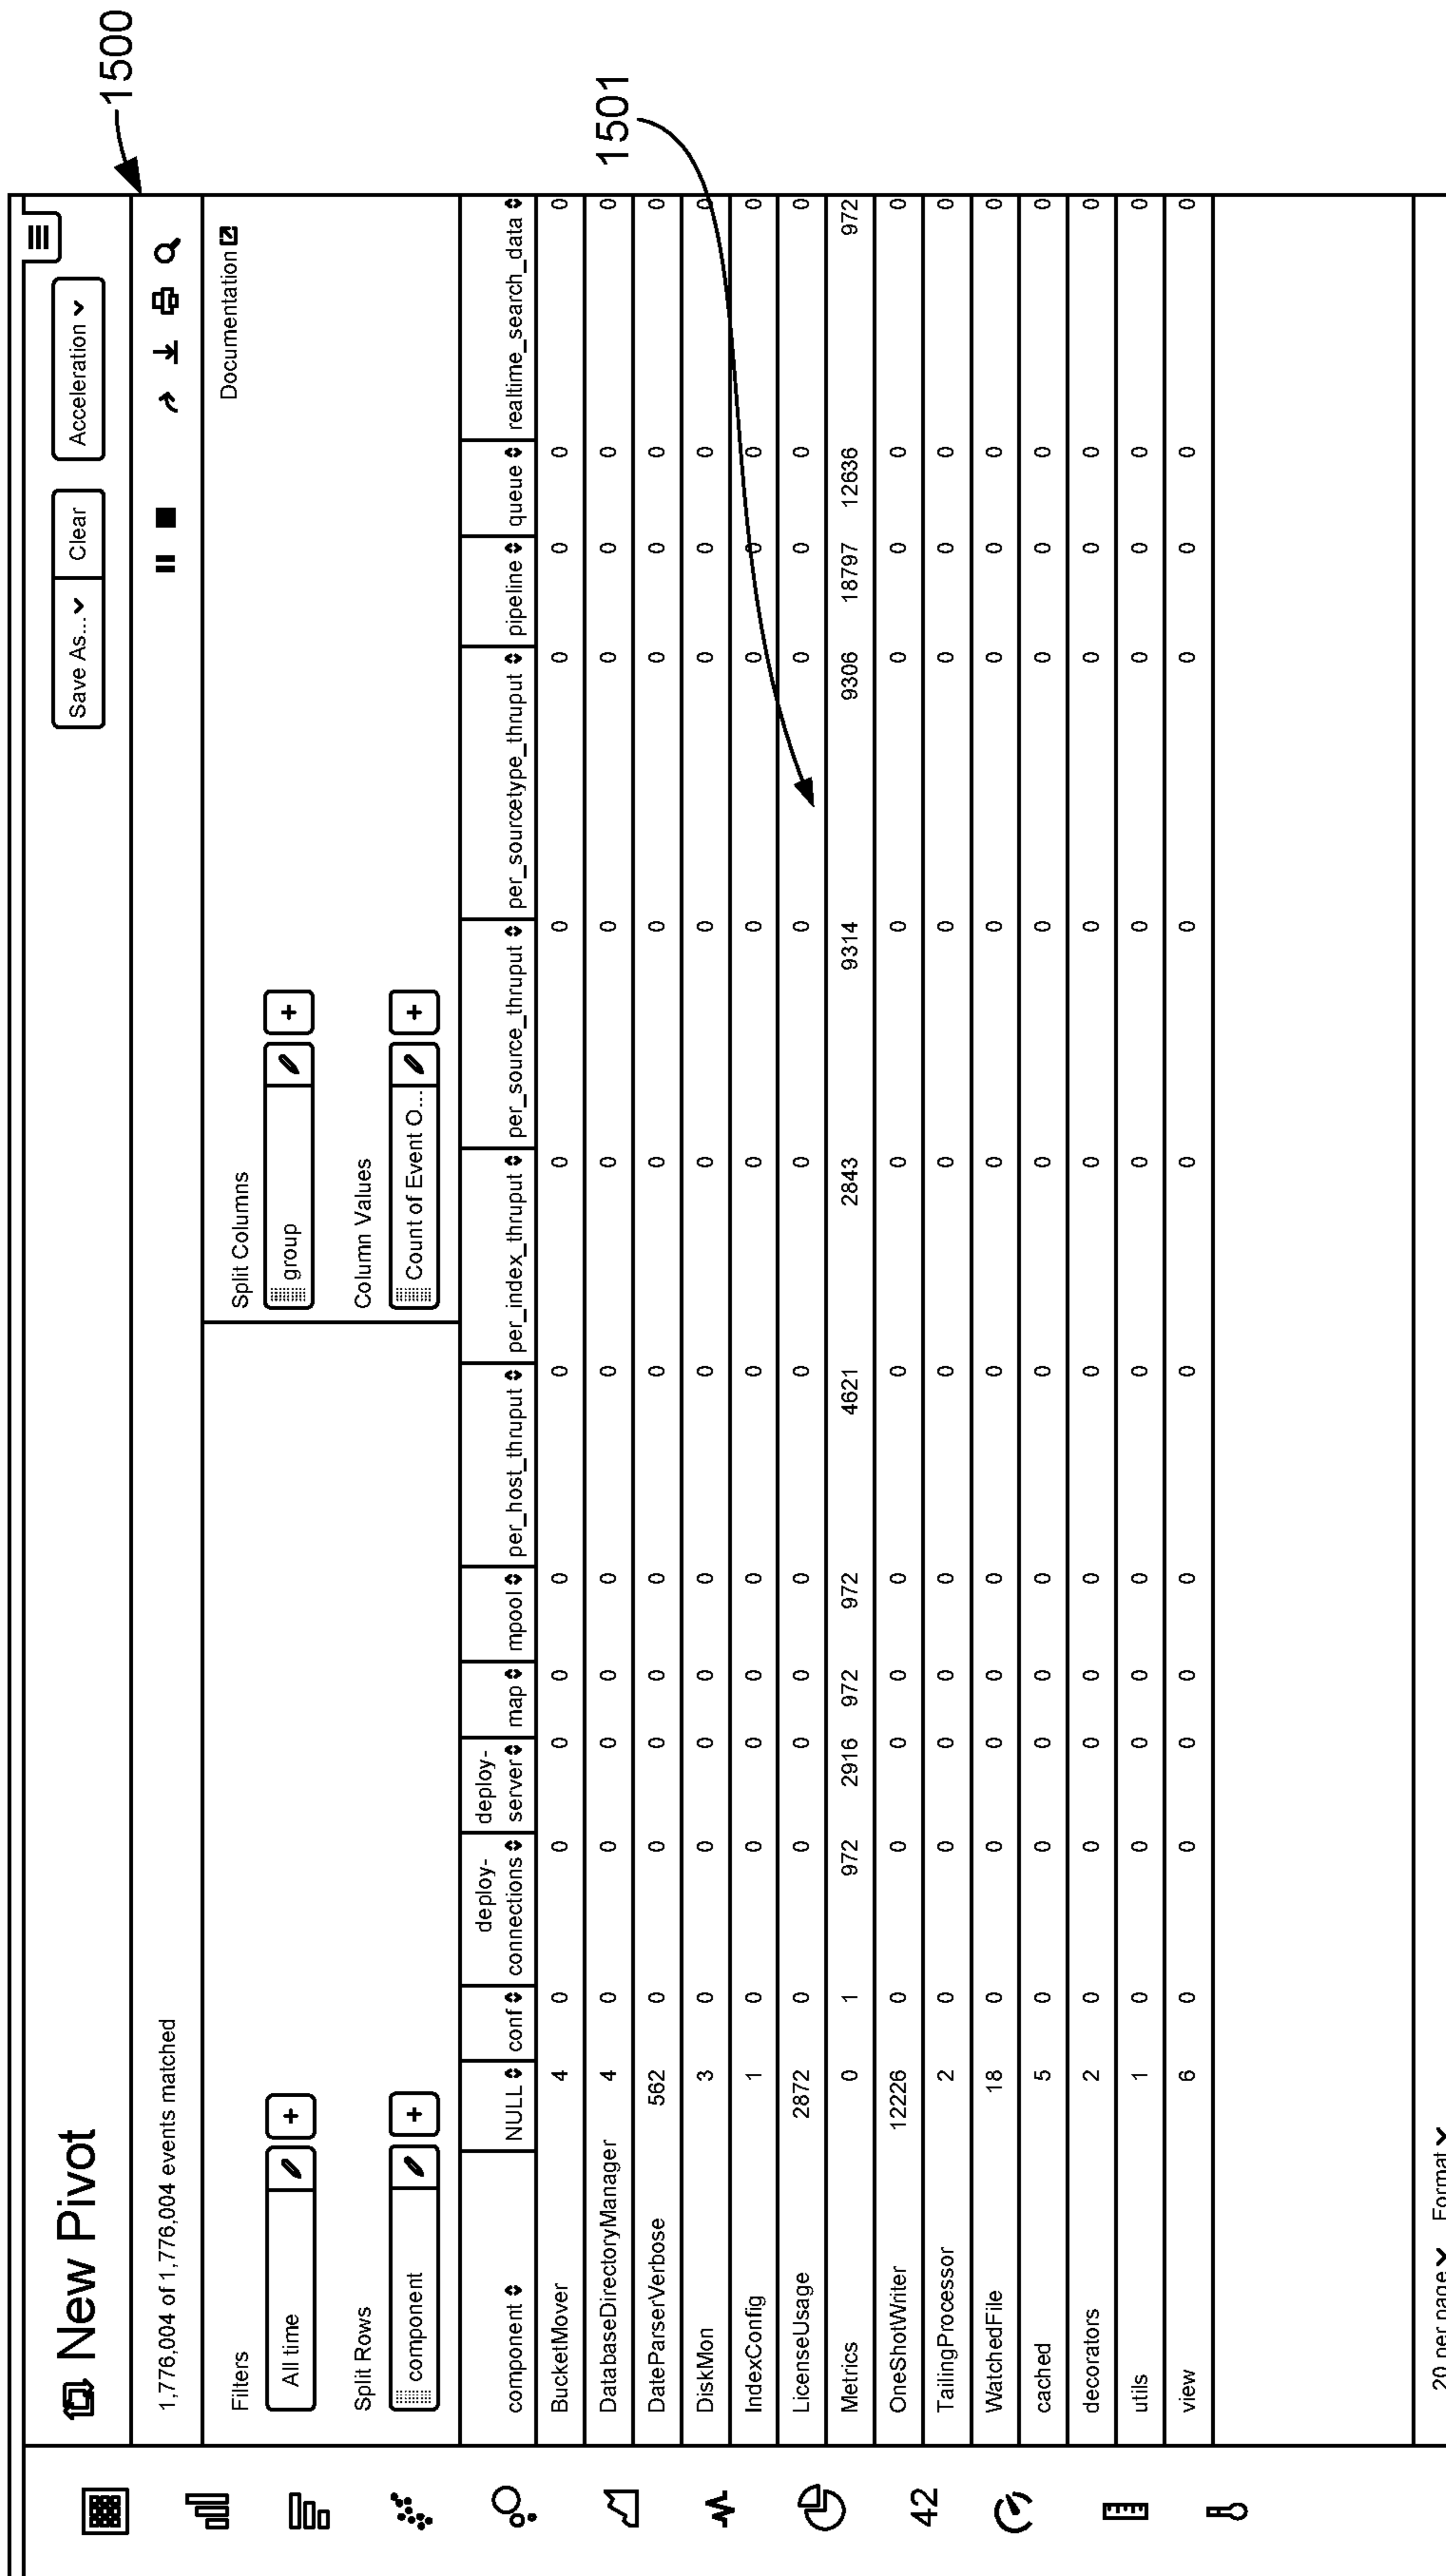 1500
New Pivot
Save As... Clear Acceleration
1,776,004 of 1,776,004 events matched
Filters Split Columns Documentation
All time + group +
Split Rows Column Values
component + Count of Event O... +
component NULL conf deploy-connections deploy-server map mpool per_host_thruput per_index_thruput per_source_thruput per_sourcetype_thruput pipeline queue realtime_search_data
BucketMover 4 0 0 0 0 0 0 0 0 0 0 0 0
DatabaseDirectoryManager 4 0 0 0 0 0 0 0 0 0 0 0 0
DateParserVerbose 562 0 0 0 0 0 0 0 0 0 0 0 0
DiskMon 3 0 0 0 0 0 0 0 0 0 0 0 0
IndexConfig 1 0 0 0 0 0 0 0 0 0 0 0 0
LicenseUsage 2872 0 0 0 0 0 0 0 0 0 0 0 0
Metrics 0 1 972 2916 972 972 4621 2843 9314 9306 18797 12636 972
OneShotWriter 12226 0 0 0 0 0 0 0 0 0 0 0 0
TailingProcessor 2 0 0 0 0 0 0 0 0 0 0 0 0
WatchedFile 18 0 0 0 0 0 0 0 0 0 0 0 0
cached 5 0 0 0 0 0 0 0 0 0 0 0 0
decorators 2 0 0 0 0 0 0 0 0 0 0 0 0
utils 1 0 0 0 0 0 0 0 0 0 0 0 0
view 6 0 0 0 0 0 0 0 0 0 0 0 0
20 per page Format
42
1501